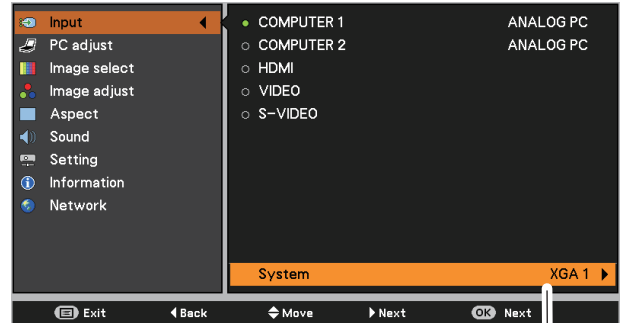 Input
PC adjust
Image select
Image adjust
Aspect
Sound
Setting
Information
Network
COMPUTER 1 ANALOG PC
COMPUTER 2 ANALOG PC
HDMI
VIDEO
S-VIDEO
System XGA 1
Exit Back Move Next OK Next